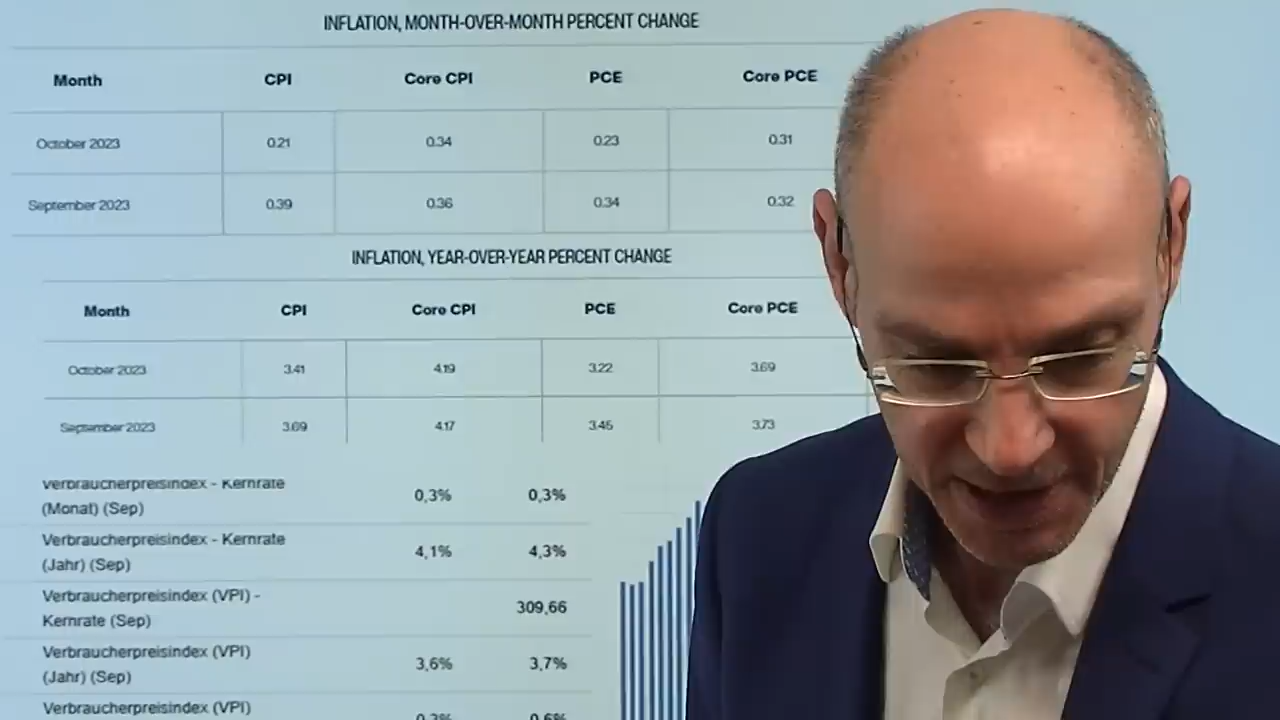 INFLATION, MONTH-OVER-MONTH PERCENT CHANGE
Month CPI Core CPI PCE Core PCE
October 2023 0.21 0.34 0.23 0.31
September 2023 0.39 0.36 0.34 0.32
INFLATION, YEAR-OVER-YEAR PERCENT CHANGE
Month CPI Core CPI PCE Core PCE
October 2023 3.41 4.19 3.22 3.69
September 2023 3.69 4.17 3.45 3.73
Verbraucherpreisindex - Kernrate
(Monat) (Sep) 0,3% 0,3%
Verbraucherpreisindex - Kernrate
(Jahr) (Sep) 4,1% 4,3%
Verbraucherpreisindex (VPI) -
Kernrate (Sep) 309,66
Verbraucherpreisindex (VPI)
(Jahr) (Sep) 3,6% 3,7%
Verbraucherpreisindex (VPI)